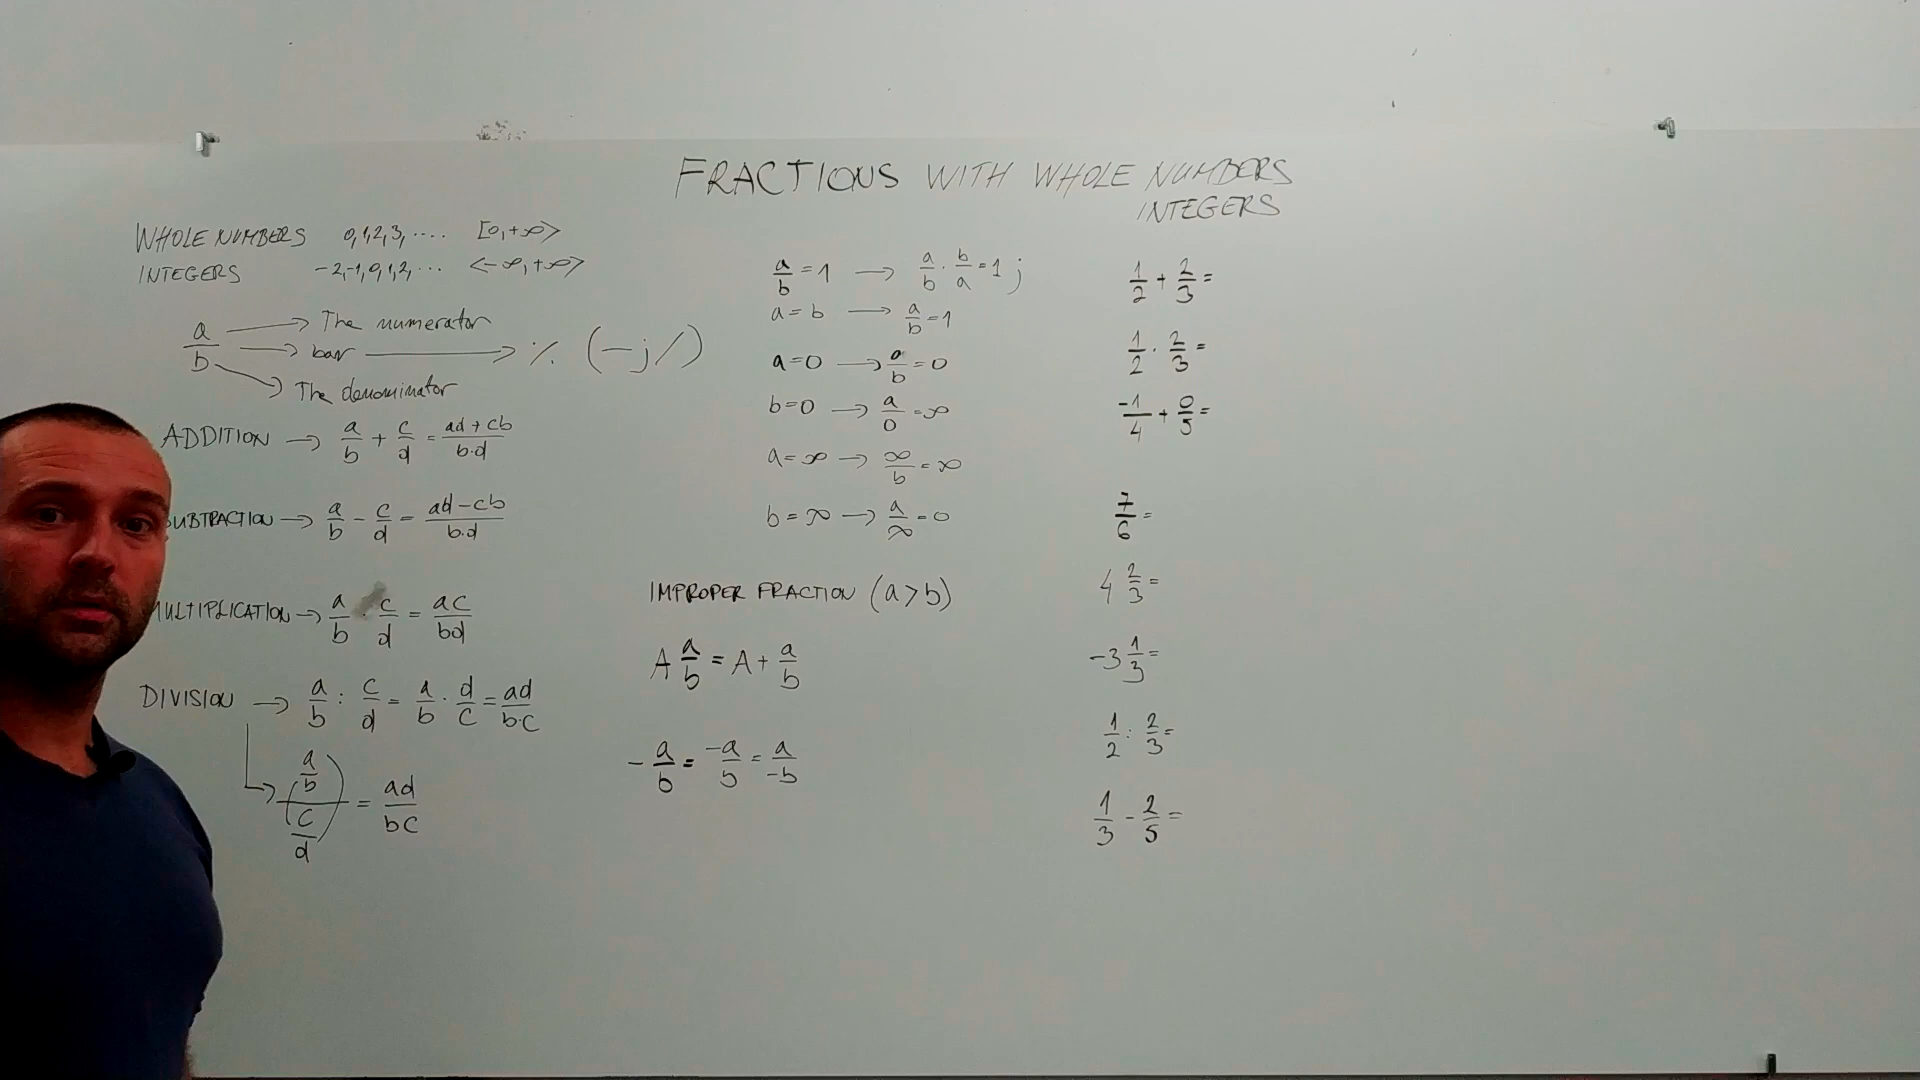 FRACTIONS WITH WHOLE NUMBERS
INTEGERS
WHOLE NUMBERS 0,1,2,3,.... [0,+∞>
INTEGERS -2,-1,0,1,2,... <-∞,+∞>
a/b → The numerator
→ bar → % (-j/)
→ The denominator
ADDITION → a/b + c/d = ad+cb/b.d
SUBTRACTION → a/b - c/d = ad-cb/b.d
MULTIPLICATION → a/b . c/d = ac/bd
DIVISION → a/b : c/d = a/b . d/c = ad/b.c
→ (a/b)/(c/d) = ad/bc
a/b = 1 → a/b . b/a = 1 j
a=b → a/b = 1
a=0 → 0/b = 0
b=0 → a/0 = ∞
a=∞ → ∞/b = ∞
b=∞ → a/∞ = 0
IMPROPER FRACTION (a>b)
A a/b = A + a/b
- a/b = -a/b = a/-b
1/2 + 2/3 =
1/2 . 2/3 =
-1/4 + 0/5 =
7/6 =
4 2/3 =
-3 1/3 =
1/2 : 2/3 =
1/3 - 2/5 =